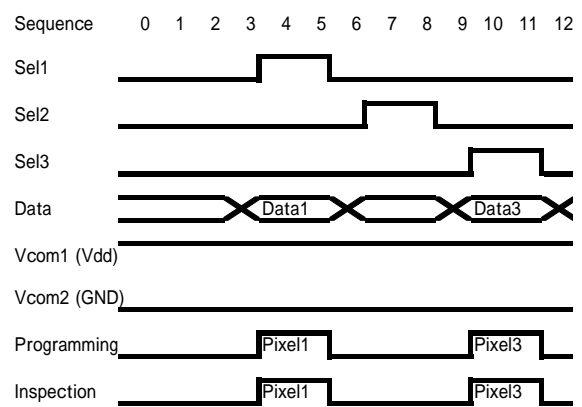 Sequence 0 1 2 3 4 5 6 7 8 9 10 11 12
Sel1
Sel2
Sel3
Data Data1 Data3
Vcom1 (Vdd)
Vcom2 (GND)
Programming Pixel1 Pixel3
Inspection Pixel1 Pixel3